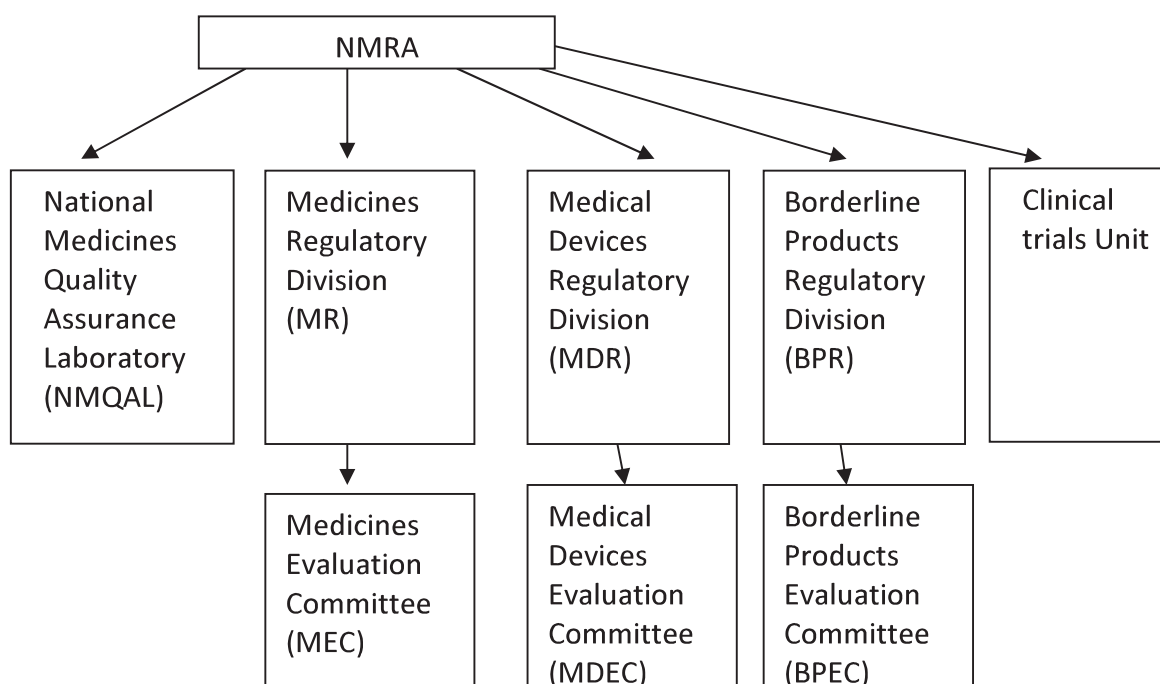 NMRA
National
Medicines
Quality
Assurance
Laboratory
(NMQAL)
Medicines
Regulatory
Division
(MR)
Medical
Devices
Regulatory
Division
(MDR)
Borderline
Products
Regulatory
Division
(BPR)
Clinical
trials Unit
Medicines
Evaluation
Committee
(MEC)
Medical
Devices
Evaluation
Committee
(MDEC)
Borderline
Products
Evaluation
Committee
(BPEC)